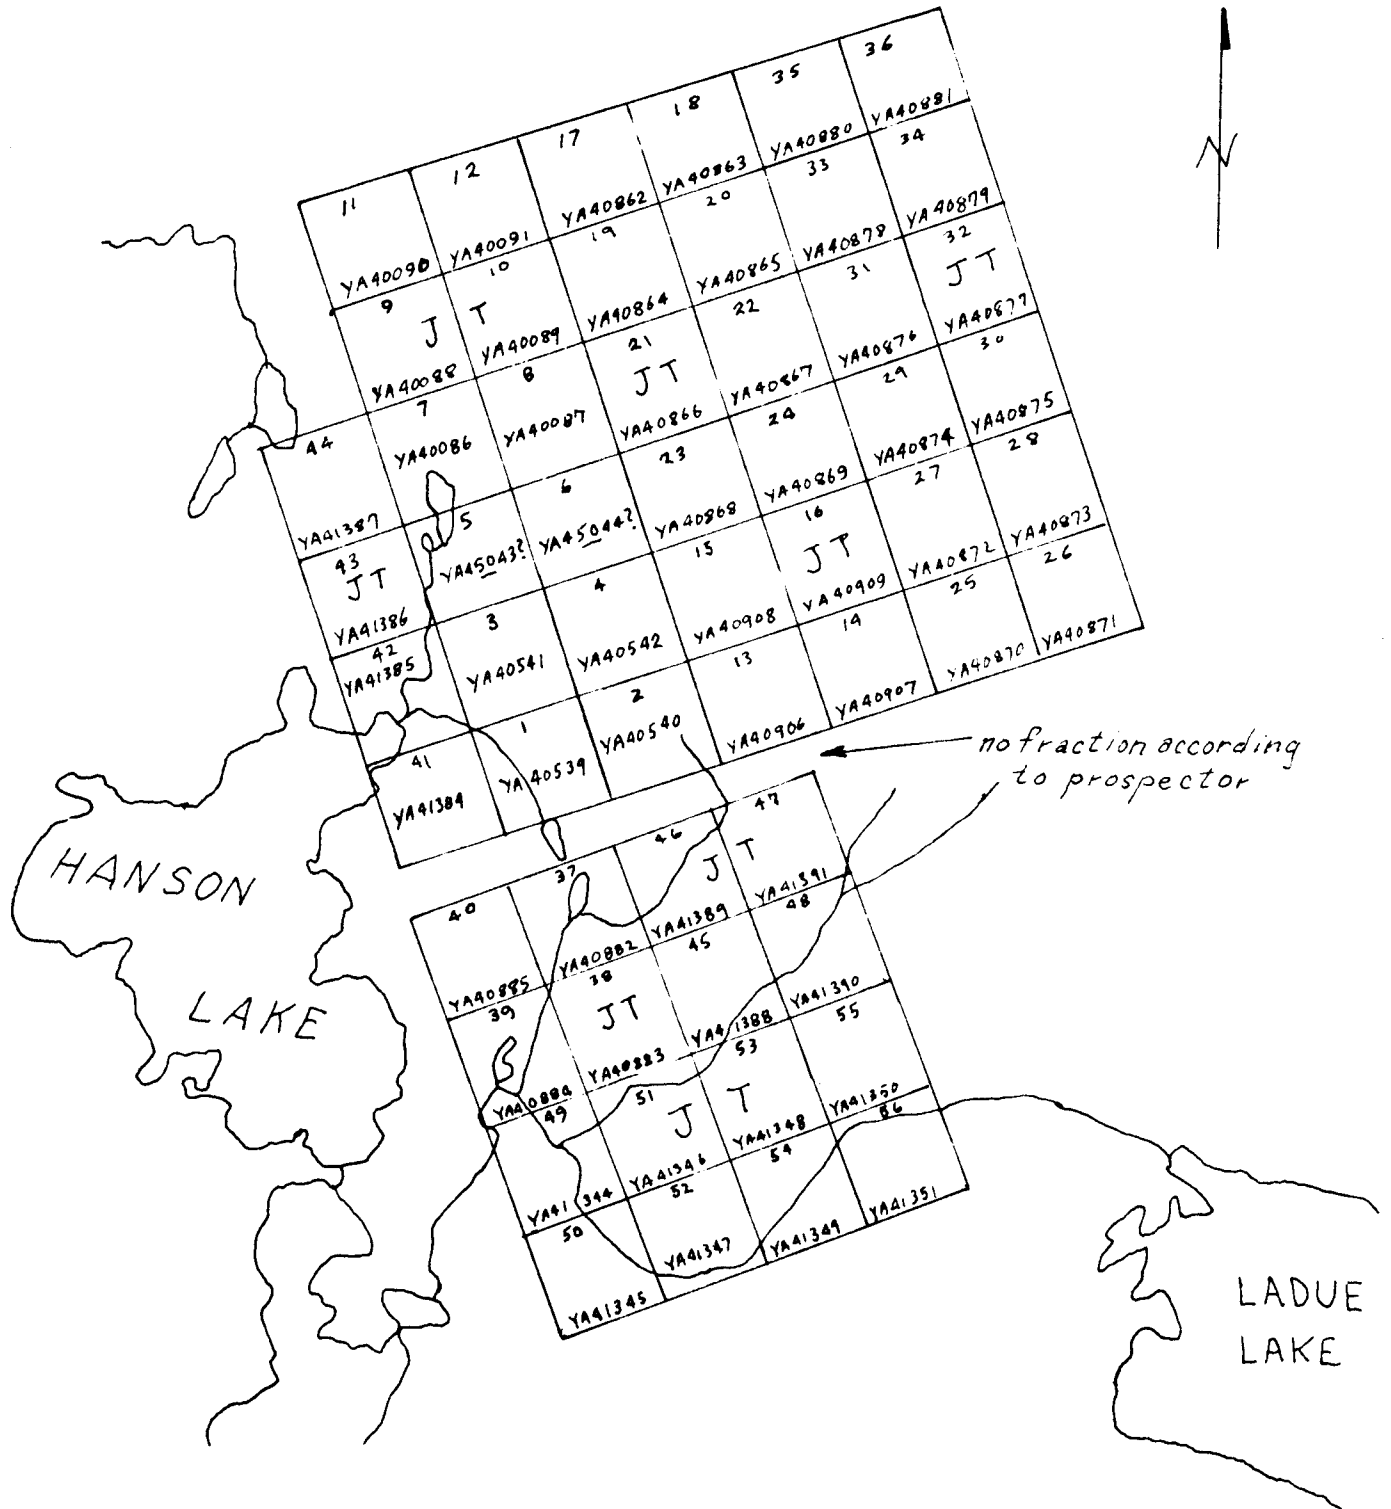 36
35
18
17
12
11
YA40881
YA40880
YA40863
YA40862
YA40091
YA40090
34
33
20
19
10
9
J T
YA40879
YA40878
YA40865
YA40864
YA40089
YA40088
32
J T
31
22
21
J T
8
7
44
YA40877
YA40876
YA40867
YA40866
YA40087
YA40086
YA41387
30
29
24
23
6
5
43
J T
YA40875
YA40874
YA40869
YA40868
YA45044?
YA45043?
YA41386
28
27
16
J T
15
4
3
42
YA40873
YA40872
YA40909
YA40908
YA40542
YA40541
YA41385
26
25
14
13
2
1
41
YA40871
YA40870
YA40907
YA40906
YA40540
YA40539
YA41384
N
no fraction according
to prospector
47
46
37
40
J T
YA41391
YA41389
YA40882
YA40885
48
45
38
39
J T
YA41390
YA41388
YA40883
YA40884
55
53
51
49
J T
YA41350
YA41348
YA41346
YA41344
56
54
52
50
YA41351
YA41349
YA41347
YA41345
HANSON
LAKE
LADUE
LAKE